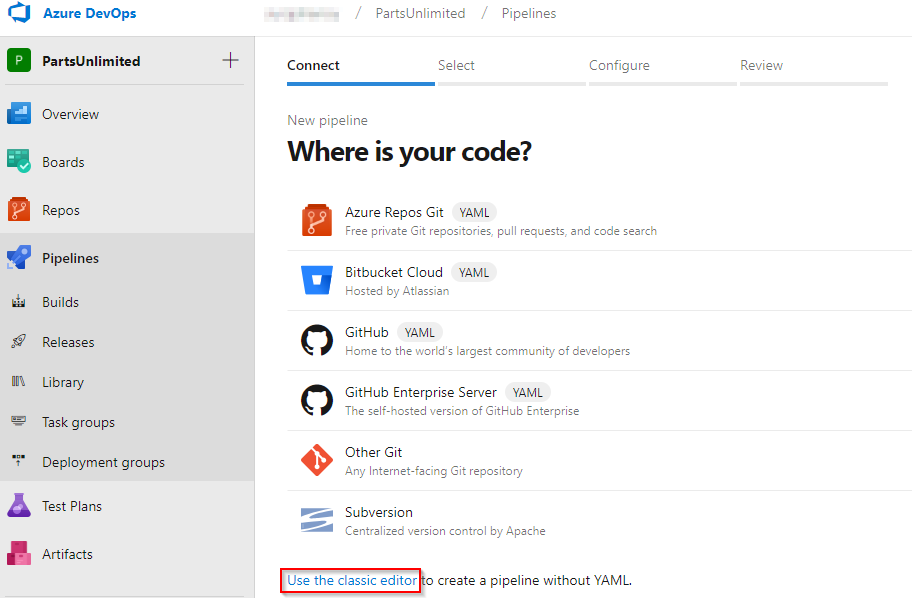 Azure DevOps
/ PartsUnlimited / Pipelines
PartsUnlimited
Overview
Boards
Repos
Pipelines
Builds
Releases
Library
Task groups
Deployment groups
Test Plans
Artifacts
Connect Select Configure Review
New pipeline
Where is your code?
Azure Repos Git YAML
Free private Git repositories, pull requests, and code search
Bitbucket Cloud YAML
Hosted by Atlassian
GitHub YAML
Home to the world's largest community of developers
GitHub Enterprise Server YAML
The self-hosted version of GitHub Enterprise
Other Git
Any Internet-facing Git repository
Subversion
Centralized version control by Apache
Use the classic editor to create a pipeline without YAML.